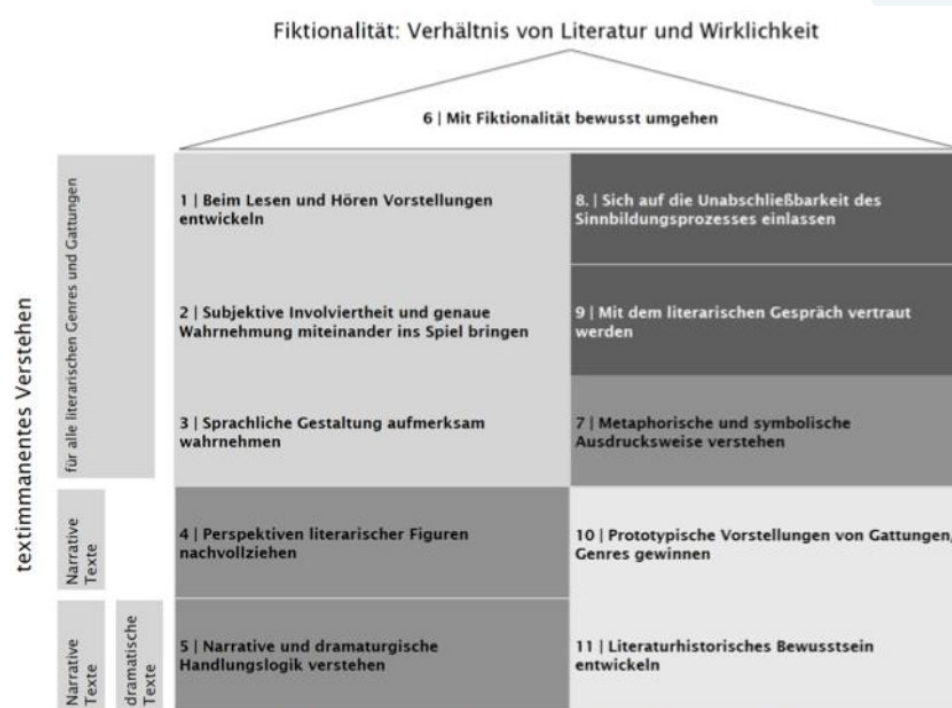 Fiktionalität: Verhältnis von Literatur und Wirklichkeit
6 | Mit Fiktionalität bewusst umgehen
textimmanentes Verstehen
für alle literarischen Genres und Gattungen
1 | Beim Lesen und Hören Vorstellungen
entwickeln
8. | Sich auf die Unabschließbarkeit des
Sinnbildungsprozesses einlassen
2 | Subjektive Involviertheit und genaue
Wahrnehmung miteinander ins Spiel bringen
9 | Mit dem literarischen Gespräch vertraut
werden
3 | Sprachliche Gestaltung aufmerksam
wahrnehmen
7 | Metaphorische und symbolische
Ausdrucksweise verstehen
Narrative
Texte
4 | Perspektiven literarischer Figuren
nachvollziehen
10 | Prototypische Vorstellungen von Gattungen,
Genres gewinnen
Narrative
Texte
dramatische
Texte
5 | Narrative und dramaturgische
Handlungslogik verstehen
11 | Literaturhistorisches Bewusstsein
entwickeln